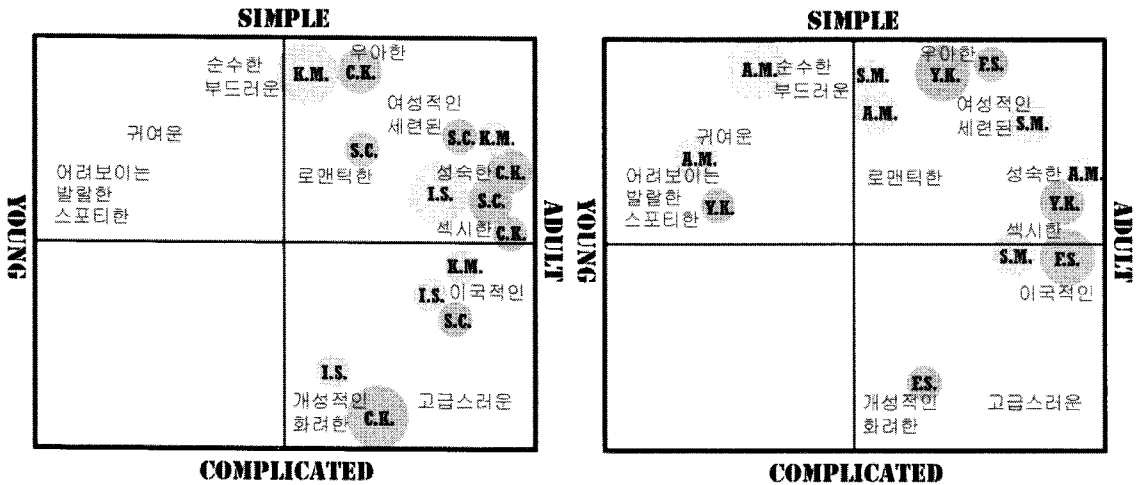 SIMPLE
우아한
순수한
부드러운
K.M.
C.K.
여성적인
세련된
귀여운
S.C.
K.M.
S.C.
어려보이는
발랄한
스포티한
로맨틱한
성숙한
C.K.
I.S.
S.C.
섹시한
C.K.
YOUNG
ADULT
K.M.
I.S.
이국적인
S.C.
I.S.
개성적인
화려한
C.K.
고급스러운
COMPLICATED
SIMPLE
우아한
A.M.
순수한
부드러운
S.M.
Y.K.
F.S.
A.M.
여성적인
세련된
S.M.
귀여운
A.M.
어려보이는
발랄한
스포티한
Y.K.
로맨틱한
성숙한
A.M.
Y.K.
섹시한
YOUNG
ADULT
S.M.
F.S.
이국적인
F.S.
개성적인
화려한
고급스러운
COMPLICATED